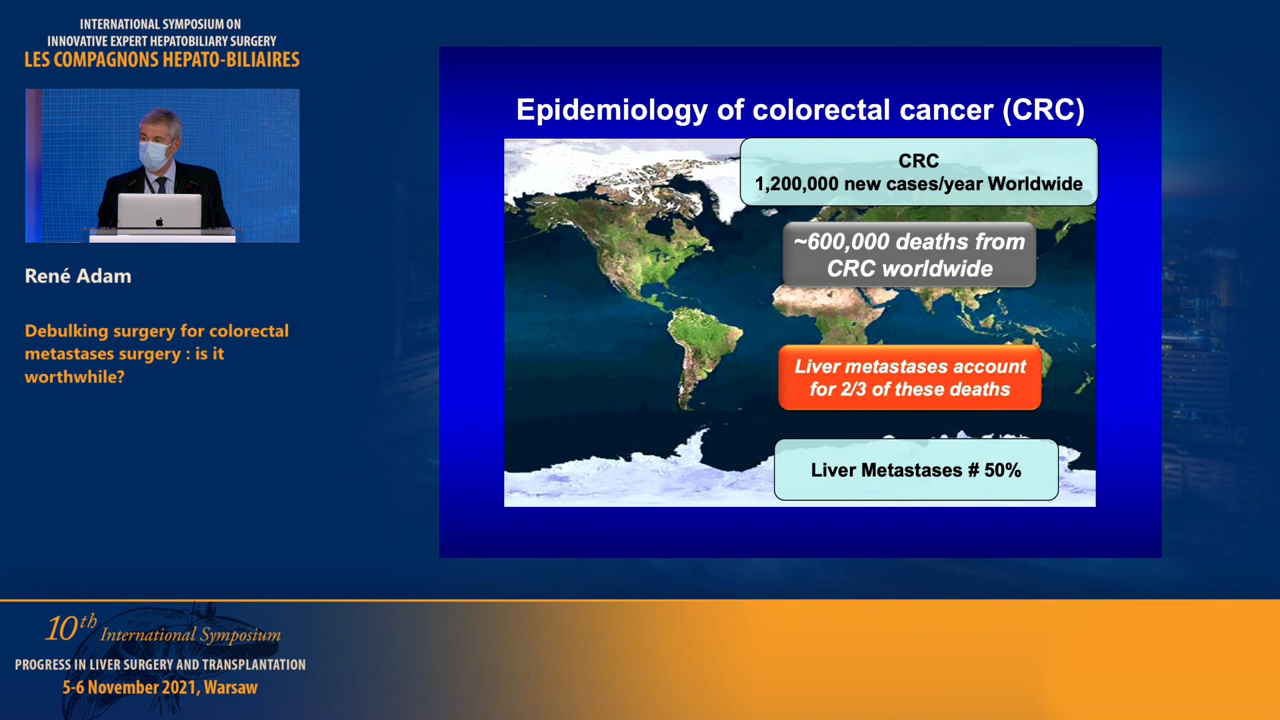 INTERNATIONAL SYMPOSIUM ON
INNOVATIVE EXPERT HEPATOBILIARY SURGERY
LES COMPAGNONS HEPATO-BILIAIRES
René Adam
Debulking surgery for colorectal
metastases surgery : is it
worthwhile?
Epidemiology of colorectal cancer (CRC)
CRC
1,200,000 new cases/year Worldwide
~600,000 deaths from
CRC worldwide
Liver metastases account
for 2/3 of these deaths
Liver Metastases # 50%
10th International Symposium
PROGRESS IN LIVER SURGERY AND TRANSPLANTATION
5-6 November 2021, Warsaw